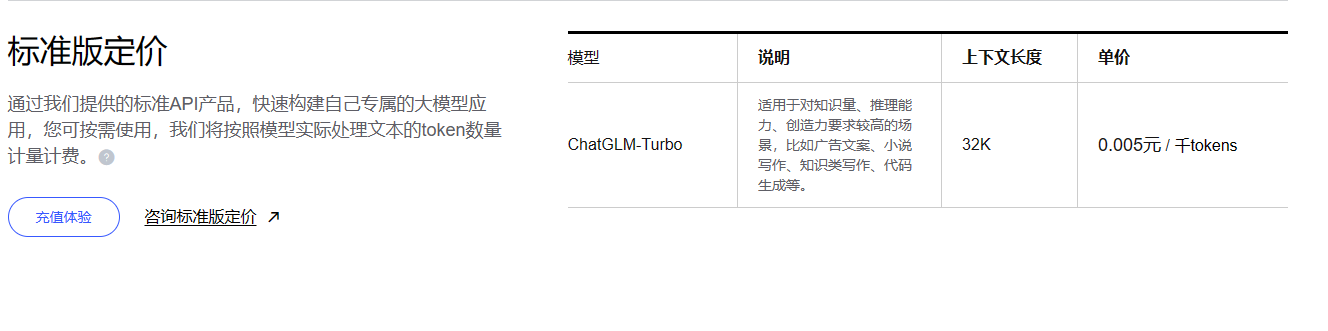 标准版定价
通过我们提供的标准API产品，快速构建自己专属的大模型应
用，您可按需使用，我们将按照模型实际处理文本的token数量
计量计费。 ?
充值体验 咨询标准版定价 ↗
模型 说明 上下文长度 单价
适用于对知识量、推理能
力、创造力要求较高的场
ChatGLM-Turbo 景，比如广告文案、小说 32K 0.005元 / 千tokens
写作、知识类写作、代码
生成等。